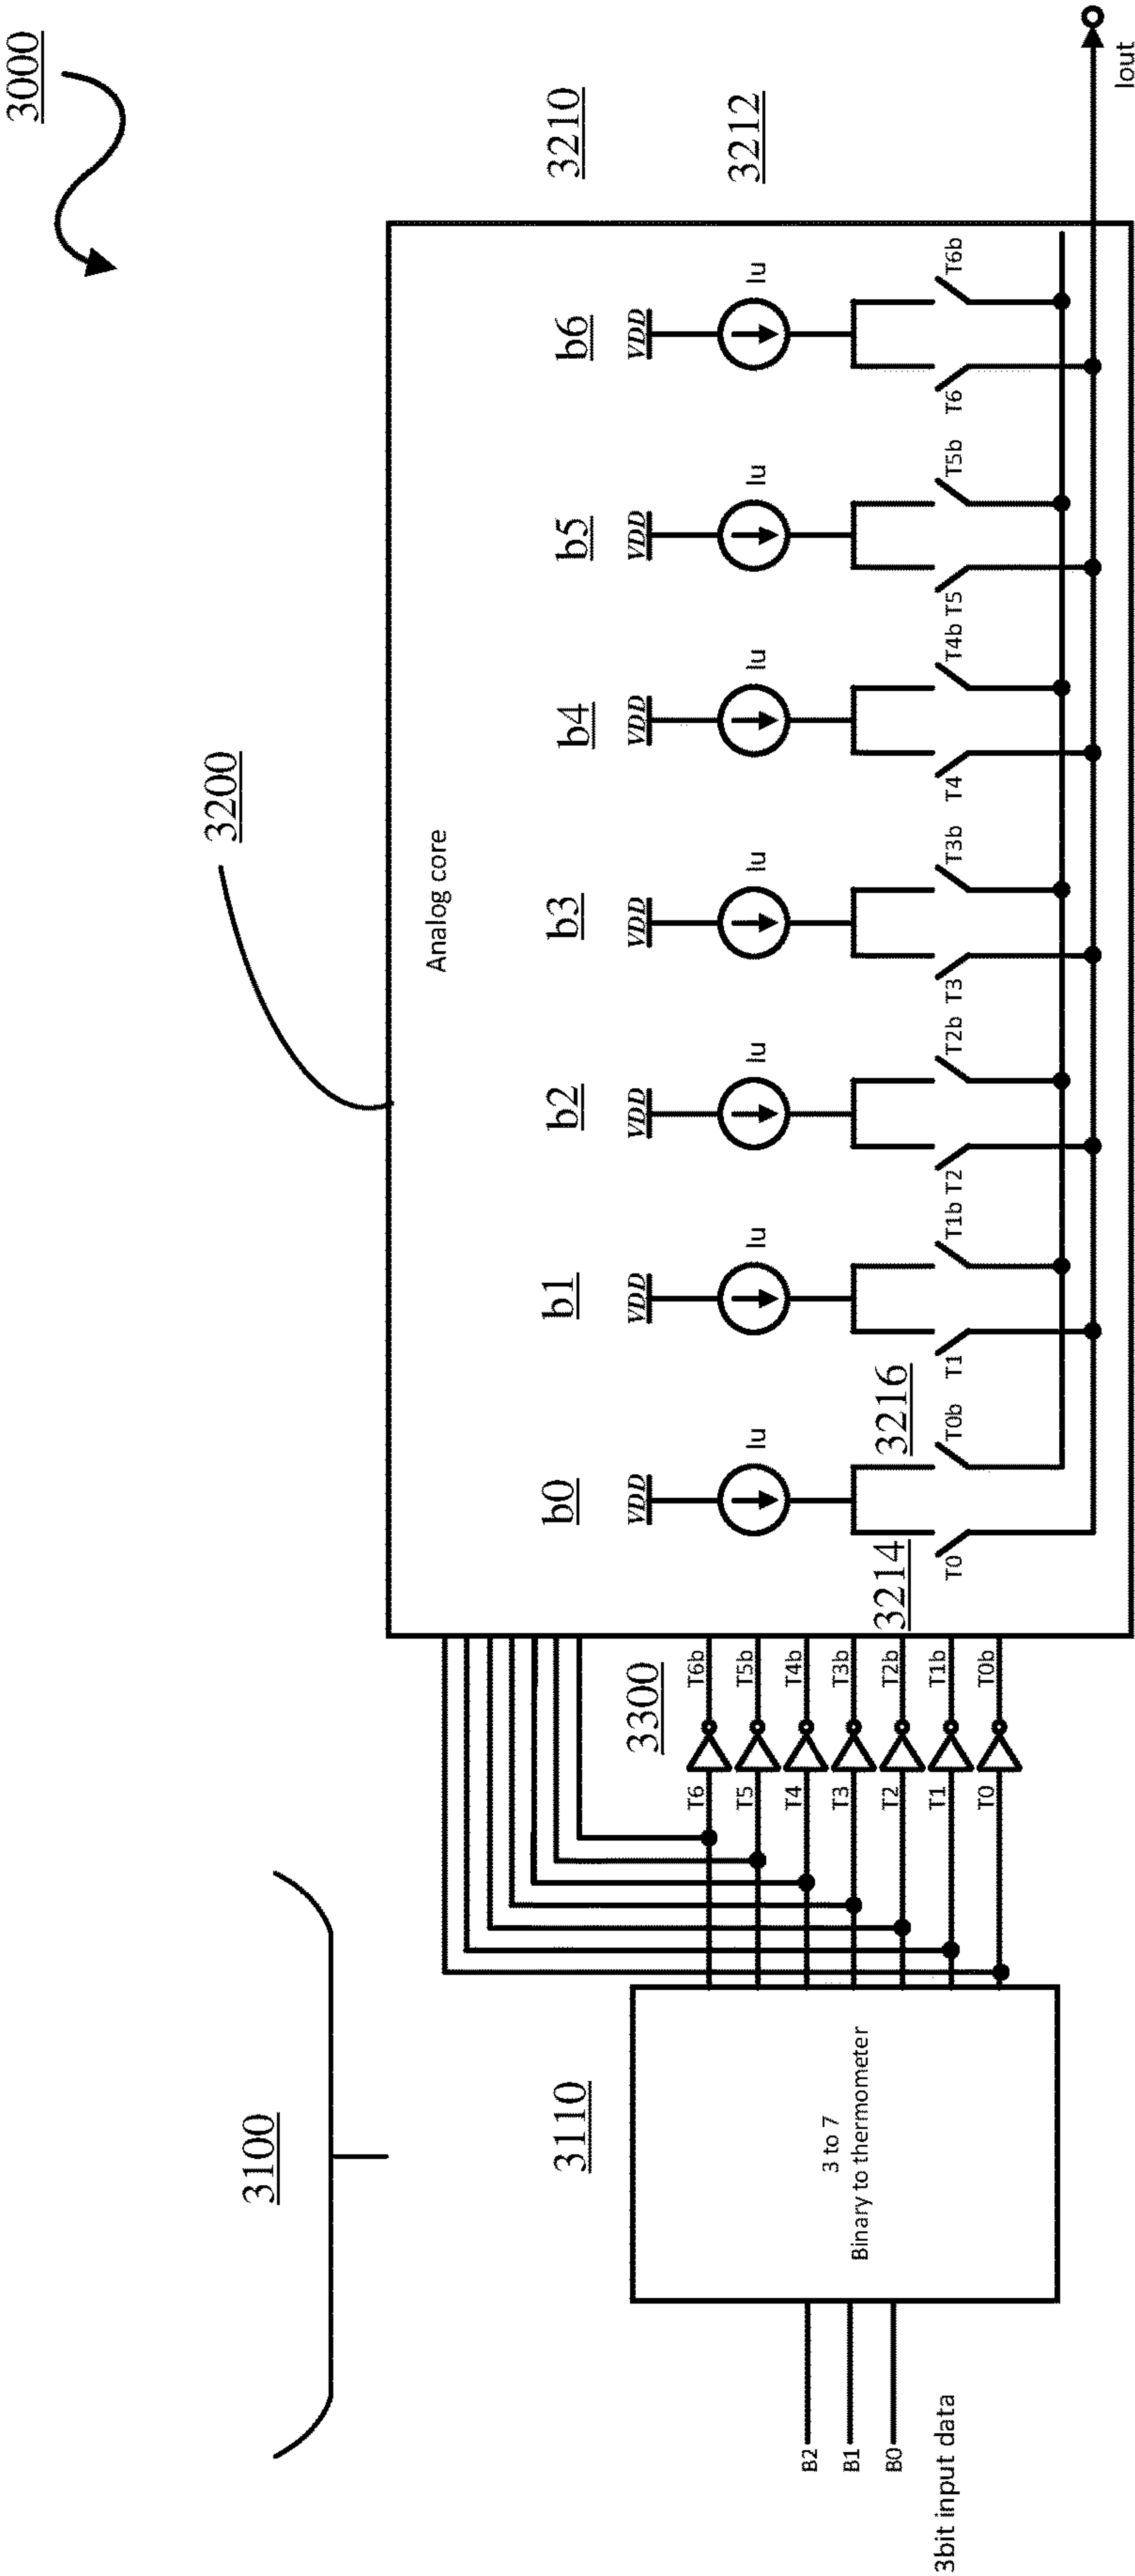 3000
3100
3200
3110
3 to 7
Binary to thermometer
B2
B1
B0
3bit input data
3300
T6
T6b
T5
T5b
T4
T4b
T3
T3b
T2
T2b
T1
T1b
T0
T0b
Analog core
b0
b1
b2
b3
b4
b5
b6
3210
VDD
VDD
VDD
VDD
VDD
VDD
VDD
Iu
Iu
Iu
Iu
Iu
Iu
Iu
3212
3214
3216
T0
T0b
T1
T1b
T2
T2b
T3
T3b
T4
T4b
T5
T5b
T6
T6b
Iout